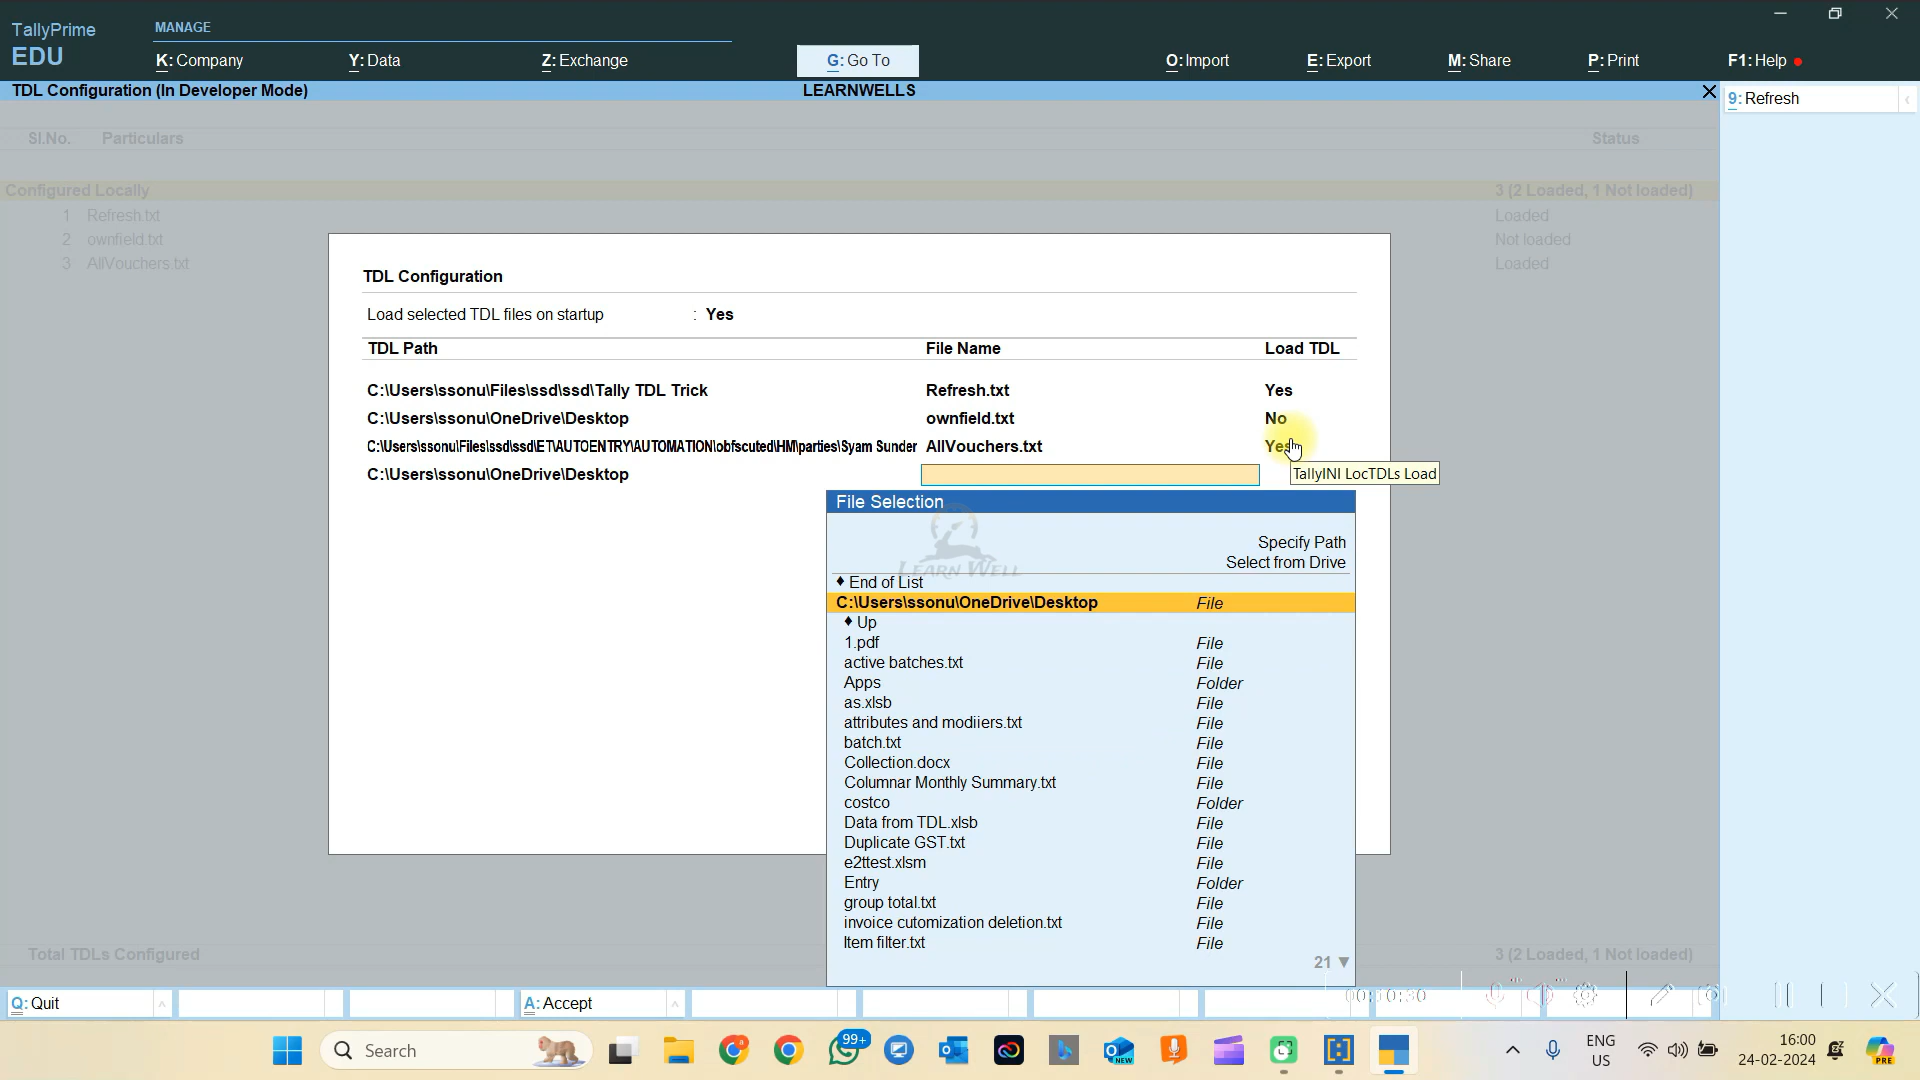 TallyPrime
EDU
MANAGE
K: Company
Y: Data
Z: Exchange
G: Go To
O: Import
E: Export
M: Share
P: Print
F1: Help
TDL Configuration (In Developer Mode)
LEARNWELLS
9: Refresh
Sl.No. Particulars Status
Configured Locally 3 (2 Loaded, 1 Not loaded)
1 Refresh.txt Loaded
2 ownfield.txt Not loaded
3 AllVouchers.txt Loaded
TDL Configuration
Load selected TDL files on startup : Yes
TDL Path File Name Load TDL
C:\Users\ssonu\Files\ssd\ssd\Tally TDL Trick Refresh.txt Yes
C:\Users\ssonu\OneDrive\Desktop ownfield.txt No
C:\Users\ssonu\Files\ssd\ssd\ET\AUTOENTRY\AUTOMATION\obfscuted\HM\parties\Syam Sunder AllVouchers.txt Yes
C:\Users\ssonu\OneDrive\Desktop
TallyINI LocTDLs Load
File Selection
LEARN WELL
Specify Path
Select from Drive
♦ End of List
C:\Users\ssonu\OneDrive\Desktop File
♦ Up
1.pdf File
active batches.txt File
Apps Folder
as.xlsb File
attributes and modiiers.txt File
batch.txt File
Collection.docx File
Columnar Monthly Summary.txt File
costco Folder
Data from TDL.xlsb File
Duplicate GST.txt File
e2ttest.xlsm File
Entry Folder
group total.txt File
invoice cutomization deletion.txt File
Item filter.txt File
21 ▼
Total TDLs Configured 3 (2 Loaded, 1 Not loaded)
Q: Quit
A: Accept
00:10:30
Search
99+
NEW
ENG
US
16:00
24-02-2024
PRE